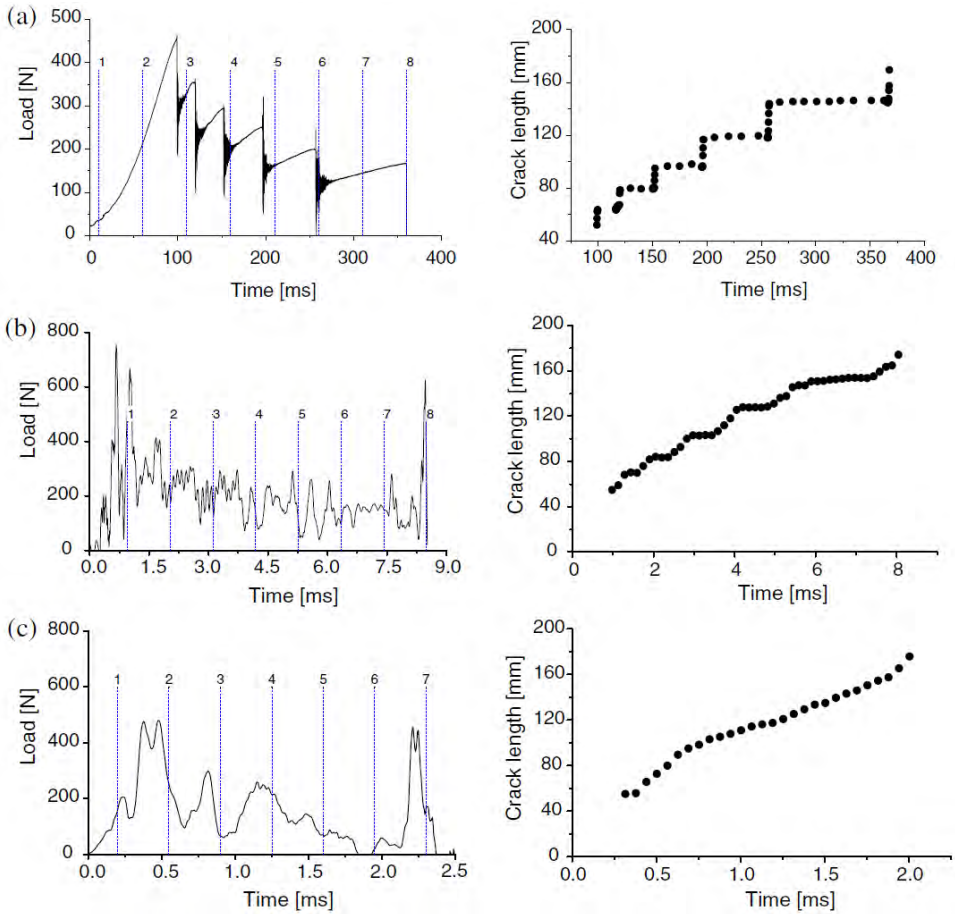 (a)
500
400
300
200
100
0
Load [N]
1 2 3 4 5 6 7 8
0 100 200 300 400
Time [ms]
200
160
120
80
40
Crack length [mm]
100 150 200 250 300 350 400
Time [ms]
(b)
800
600
400
200
0
Load [N]
1 2 3 4 5 6 7 8
0.0 1.5 3.0 4.5 6.0 7.5 9.0
Time [ms]
200
160
120
80
40
0
Crack length [mm]
0 2 4 6 8
Time [ms]
(c)
800
600
400
200
0
Load [N]
1 2 3 4 5 6 7
0.0 0.5 1.0 1.5 2.0 2.5
Time [ms]
200
160
120
80
40
0
Crack length [mm]
0.0 0.5 1.0 1.5 2.0
Time [ms]